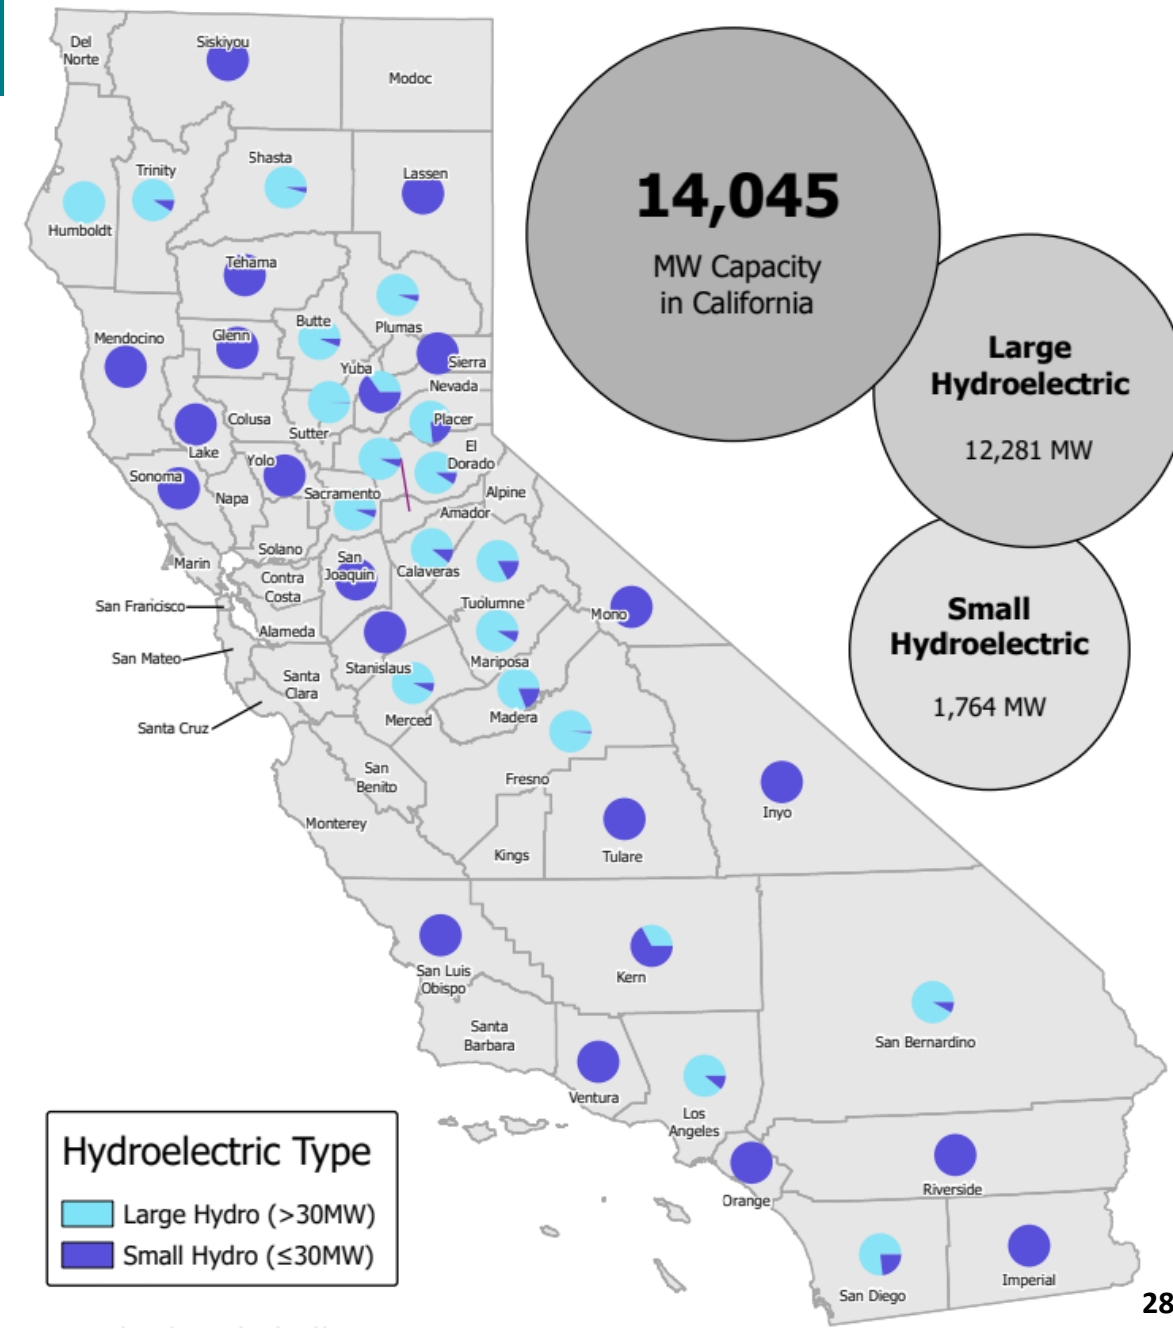 Del
Norte
Siskiyou
Modoc
Trinity
Shasta
Lassen
Humboldt
Tehama
Plumas
Butte
Mendocino
Glenn
Yuba
Sierra
Nevada
Colusa
Sutter
Placer
Lake
El
Dorado
Yolo
Sonoma
Napa
Sacramento
Alpine
Amador
Marin
Solano
San
Joaquin
Calaveras
Contra
Costa
San Francisco
Tuolumne
Mono
Alameda
San Mateo
Stanislaus
Mariposa
Santa
Clara
Merced
Madera
Santa Cruz
San
Benito
Fresno
Inyo
Monterey
Kings
Tulare
San Luis
Obispo
Kern
Santa
Barbara
San Bernardino
Ventura
Los
Angeles
Orange
Riverside
San Diego
Imperial
14,045
MW Capacity
in California
Large
Hydroelectric
12,281 MW
Small
Hydroelectric
1,764 MW
Hydroelectric Type
Large Hydro (>30MW)
Small Hydro (≤30MW)
28